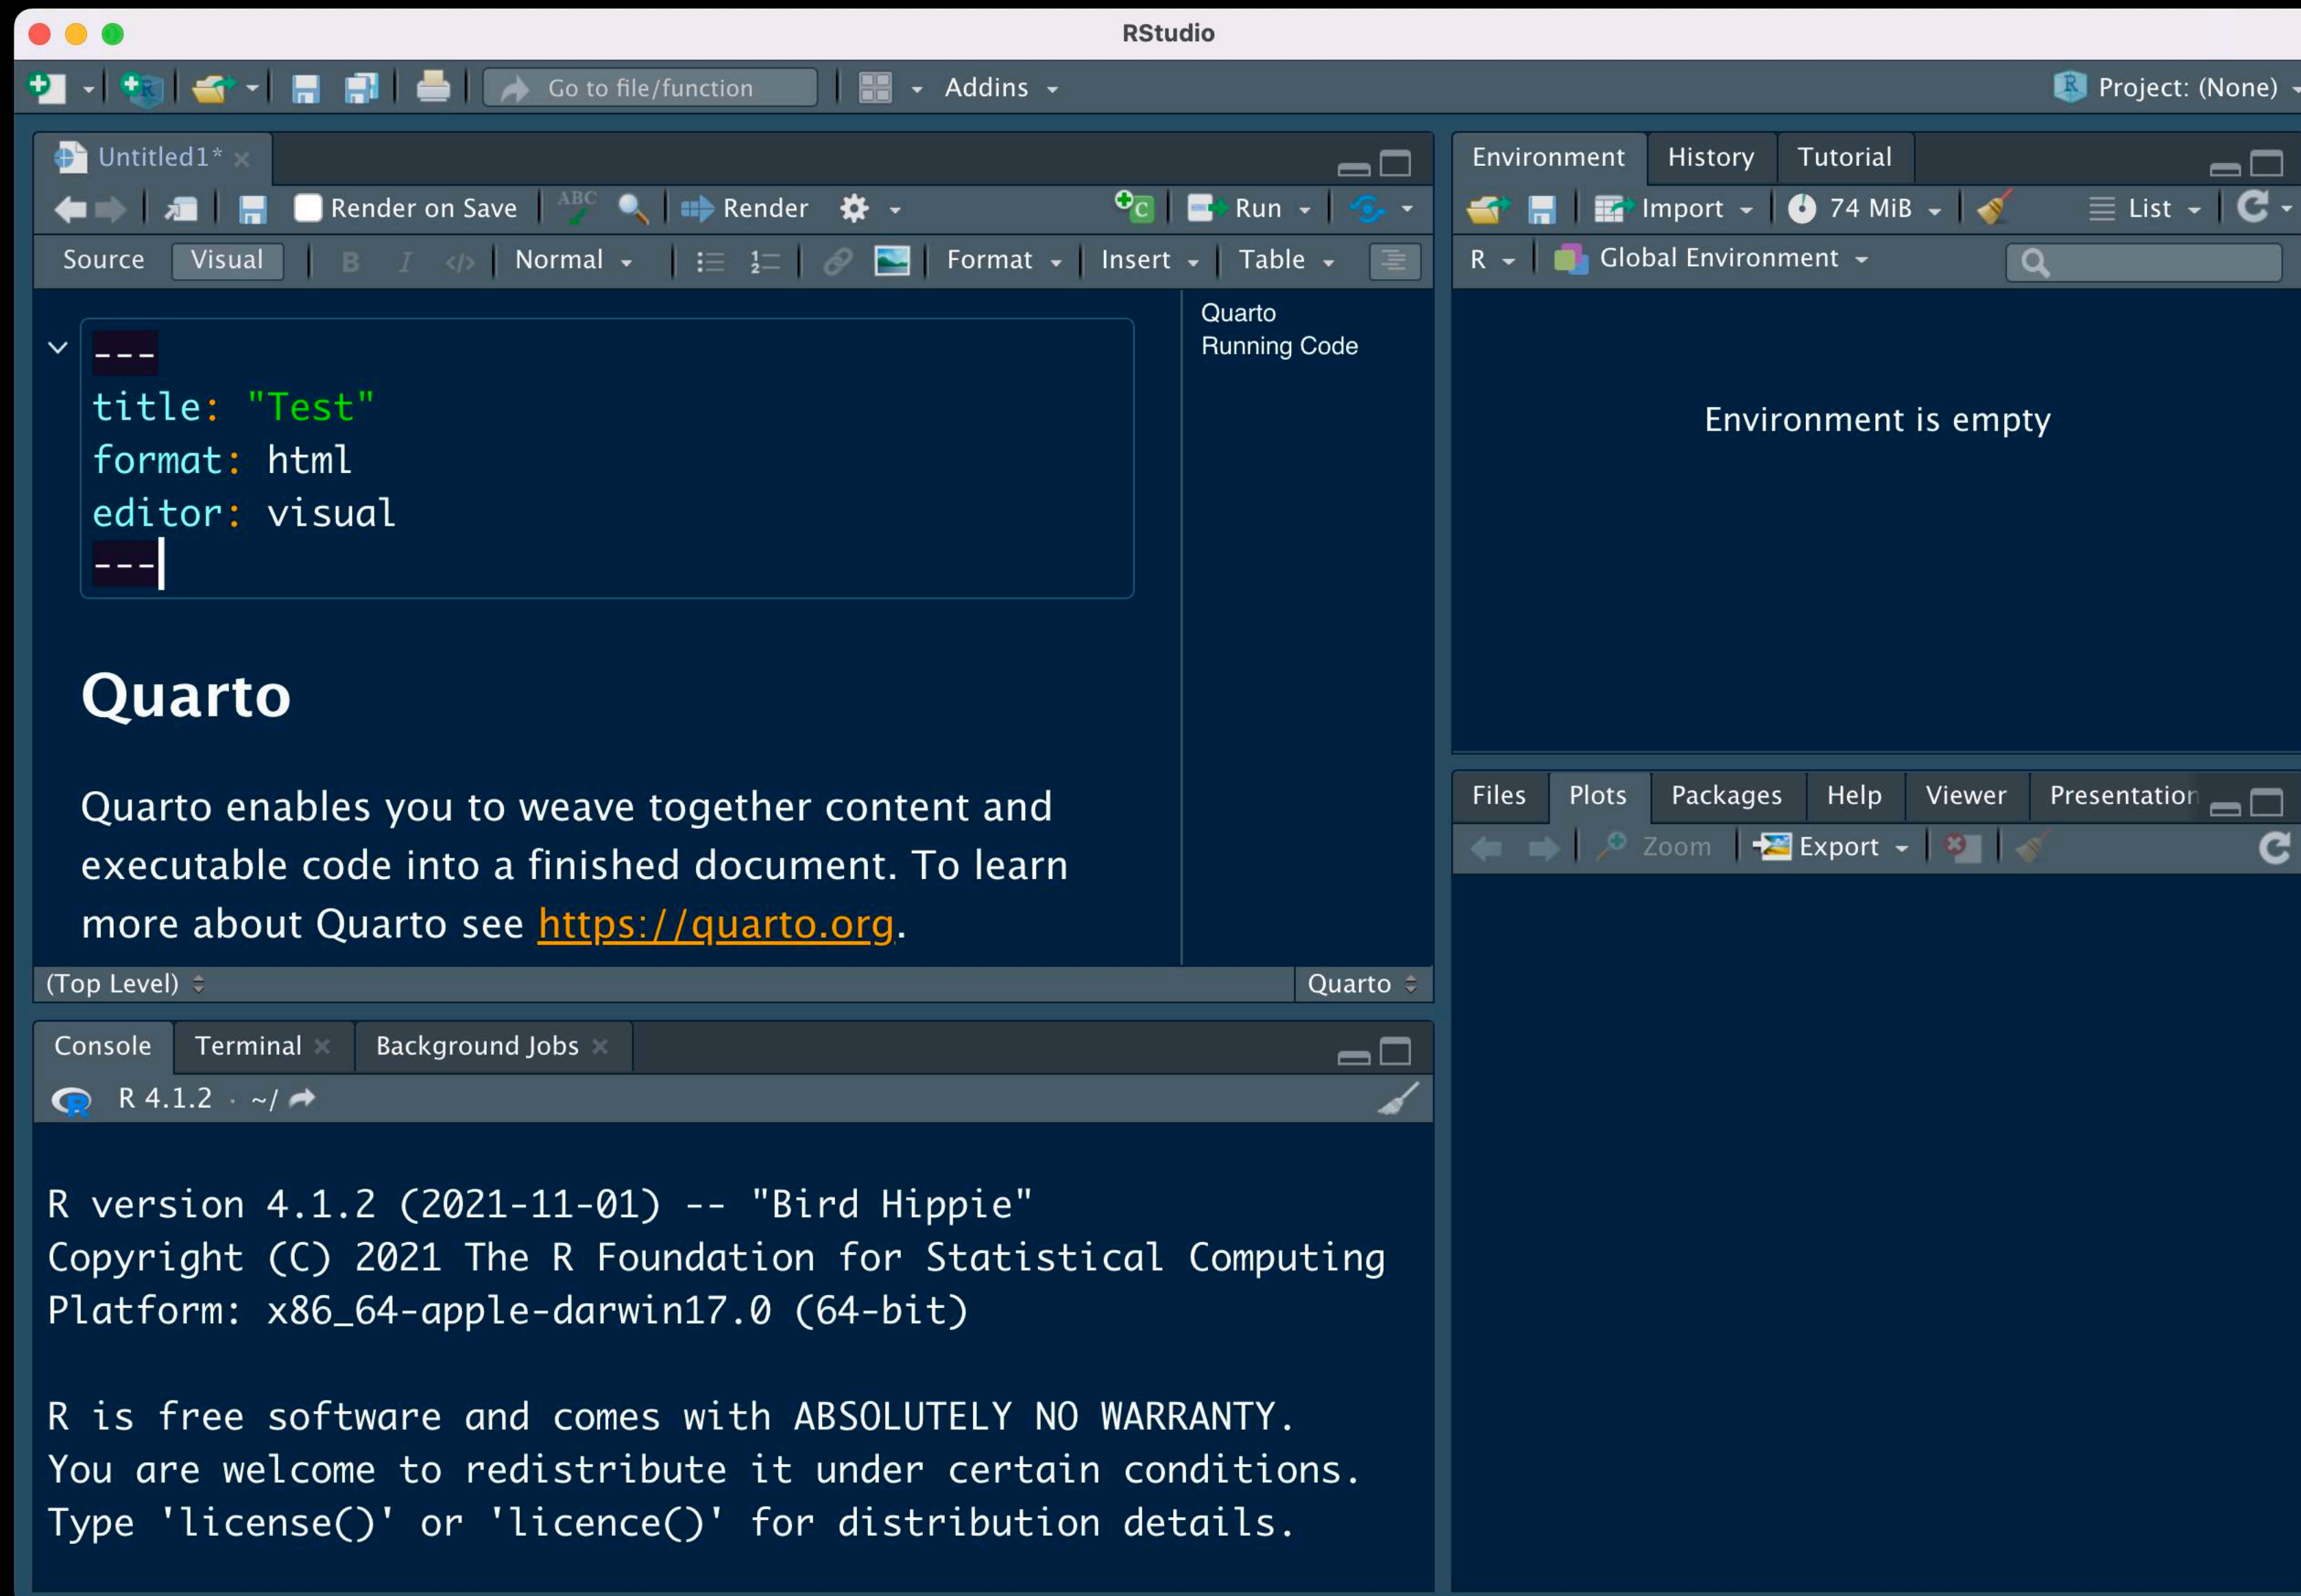 RStudio
Go to file/function
Addins
Project: (None)
Untitled1*
Render on Save
ABC
Render
C
Run
Source
Visual
B
I
</>
Normal
Format
Insert
Table
---
title: "Test"
format: html
editor: visual
---
Quarto
Running Code
Quarto
Quarto enables you to weave together content and
executable code into a finished document. To learn
more about Quarto see https://quarto.org.
(Top Level)
Quarto
Console
Terminal
Background Jobs
R 4.1.2 · ~/
R version 4.1.2 (2021-11-01) -- "Bird Hippie"
Copyright (C) 2021 The R Foundation for Statistical Computing
Platform: x86_64-apple-darwin17.0 (64-bit)
R is free software and comes with ABSOLUTELY NO WARRANTY.
You are welcome to redistribute it under certain conditions.
Type 'license()' or 'licence()' for distribution details.
Environment
History
Tutorial
Import
74 MiB
List
R
Global Environment
Environment is empty
Files
Plots
Packages
Help
Viewer
Presentation
Zoom
Export